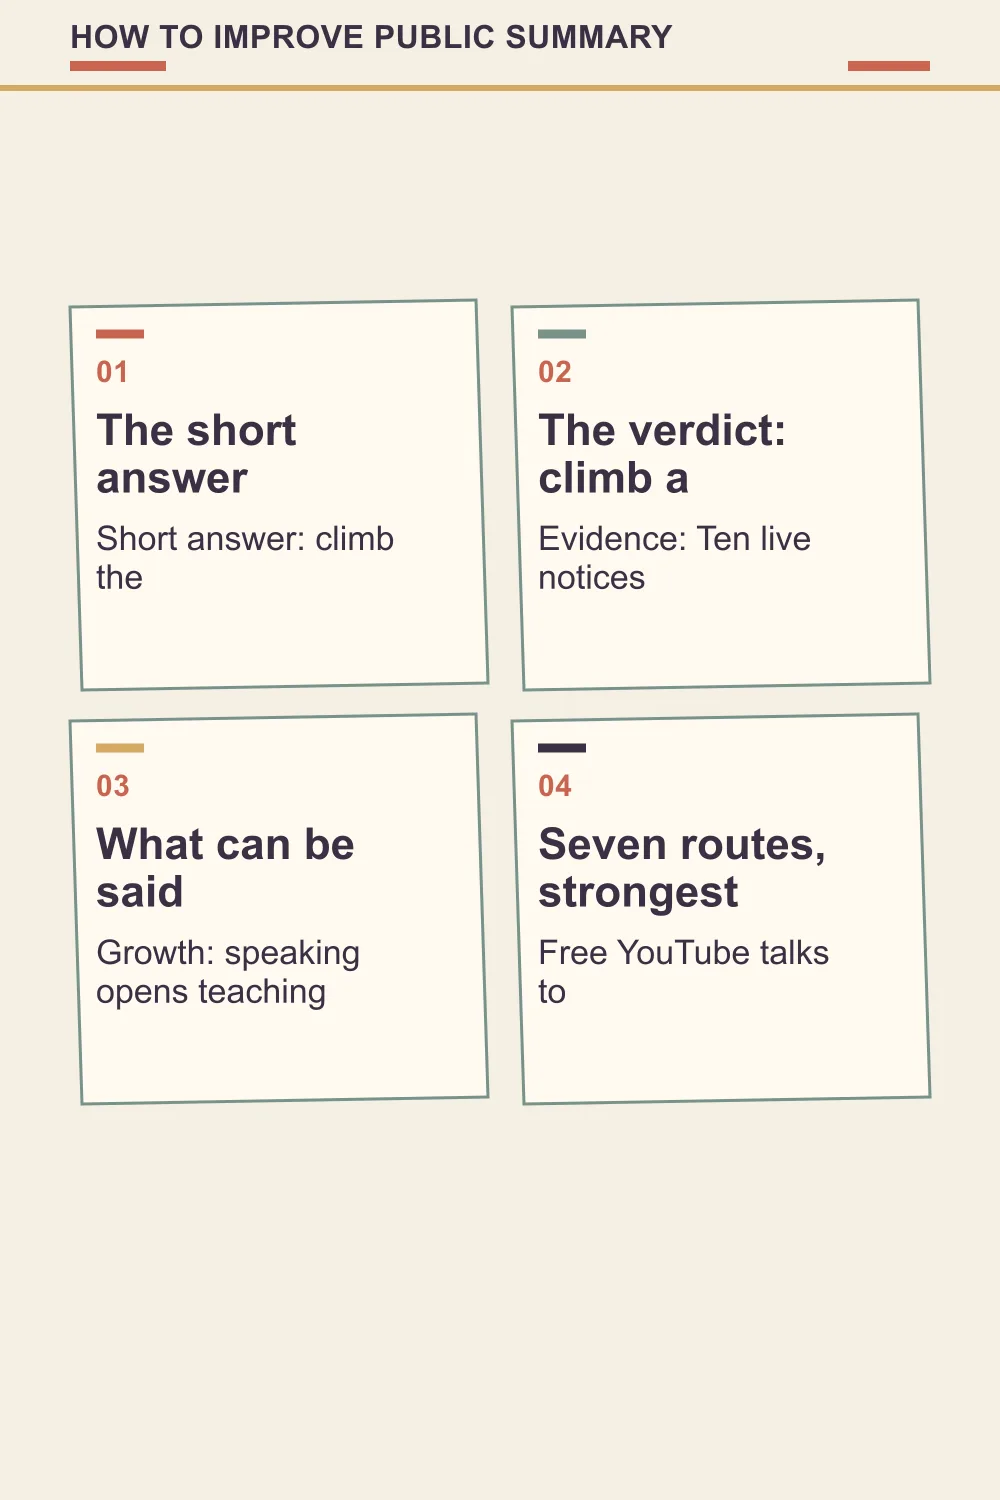 HOW TO IMPROVE PUBLIC SUMMARY
01
The short
answer
Short answer: climb
the
02
The verdict:
climb a
Evidence: Ten live
notices
03
What can be
said
Growth: speaking
opens teaching
04
Seven routes,
strongest
Free YouTube talks
to